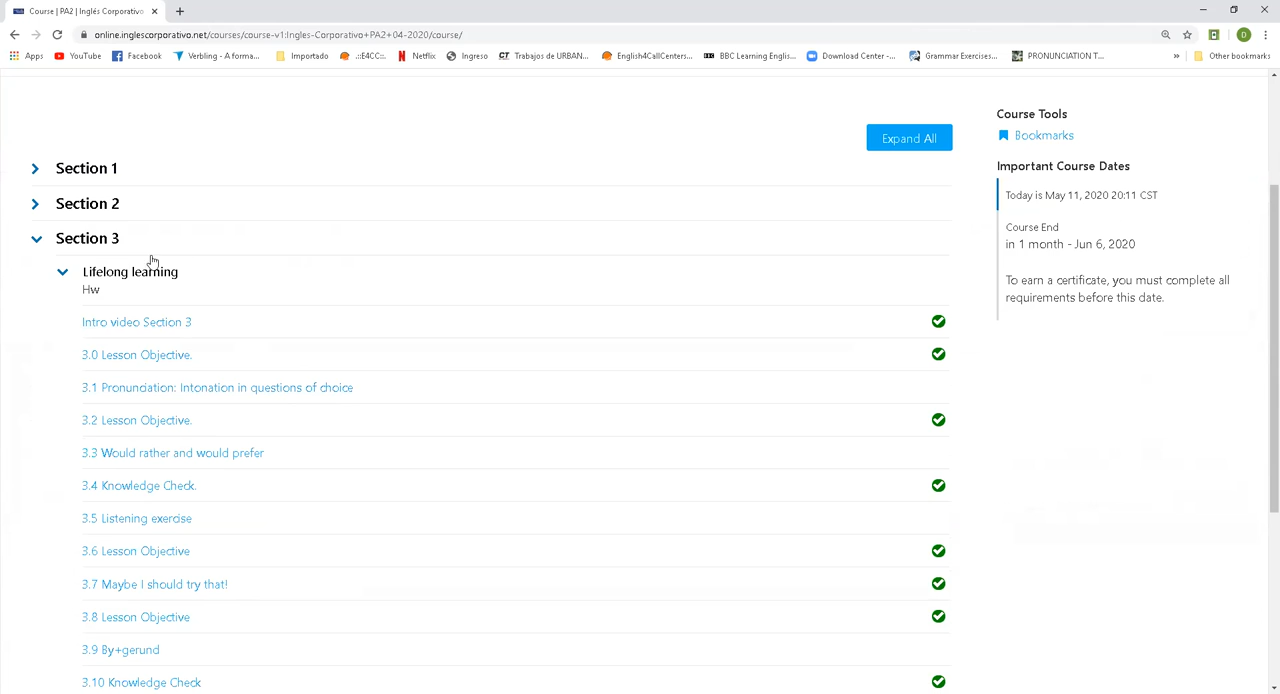 Course | PA2 | Inglés Corporativo
online.inglescorporativo.net/courses/course-v1:Ingles-Corporativo+PA2+04-2020/course/
D
Apps YouTube Facebook Verbling - A forma... Importado .::E4CC::. Netflix Ingreso CT Trabajos de URBAN... English4CallCenters... BBC BBC Learning Englis... Download Center -... Grammar Exercises... PRONUNCIATION T... » Other bookmarks
Expand All
Section 1
Section 2
Section 3
Lifelong learning
Hw
Intro video Section 3
3.0 Lesson Objective.
3.1 Pronunciation: Intonation in questions of choice
3.2 Lesson Objective.
3.3 Would rather and would prefer
3.4 Knowledge Check.
3.5 Listening exercise
3.6 Lesson Objective
3.7 Maybe I should try that!
3.8 Lesson Objective
3.9 By+gerund
3.10 Knowledge Check
Course Tools
Bookmarks
Important Course Dates
Today is May 11, 2020 20:11 CST
Course End
in 1 month - Jun 6, 2020
To earn a certificate, you must complete all
requirements before this date.